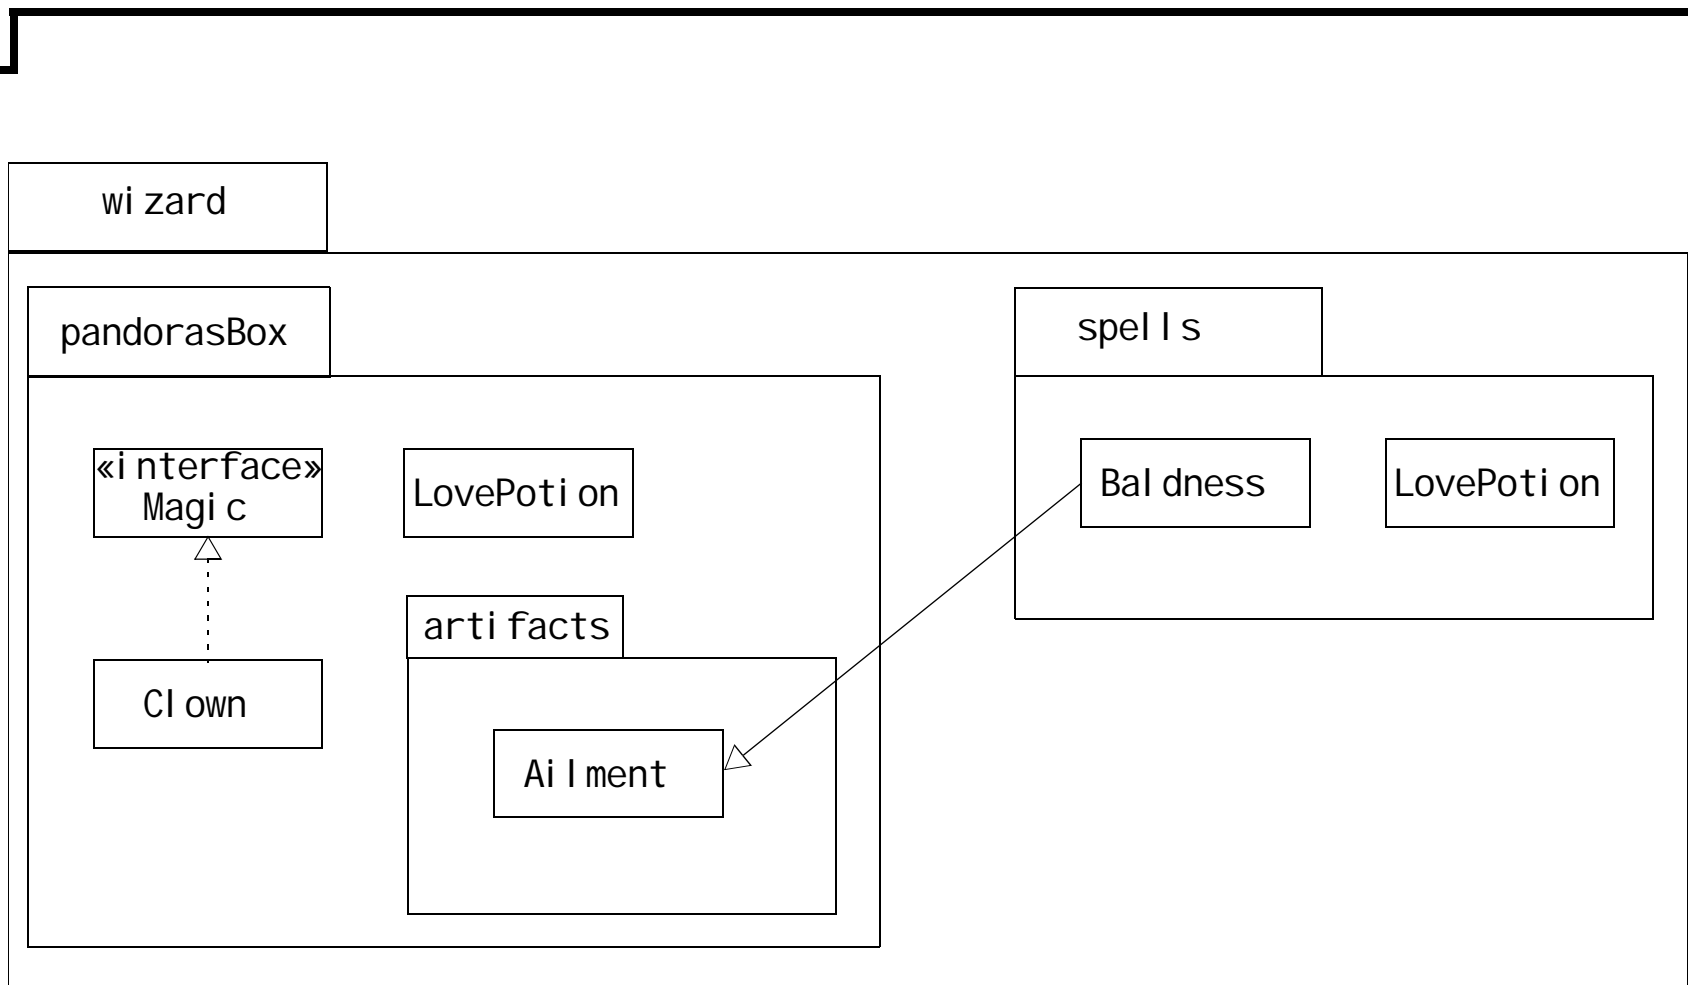 wizard
pandorasBox
spells
«interface»
Magic
LovePotion
Baldness
LovePotion
artifacts
Clown
Ailment